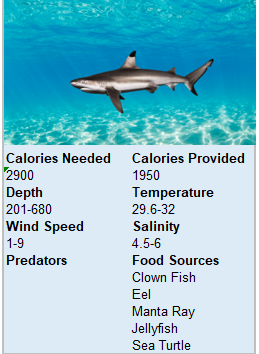 Calories Needed Calories Provided
2900 1950
Depth Temperature
201-680 29.6-32
Wind Speed Salinity
1-9 4.5-6
Predators Food Sources
Clown Fish
Eel
Manta Ray
Jellyfish
Sea Turtle